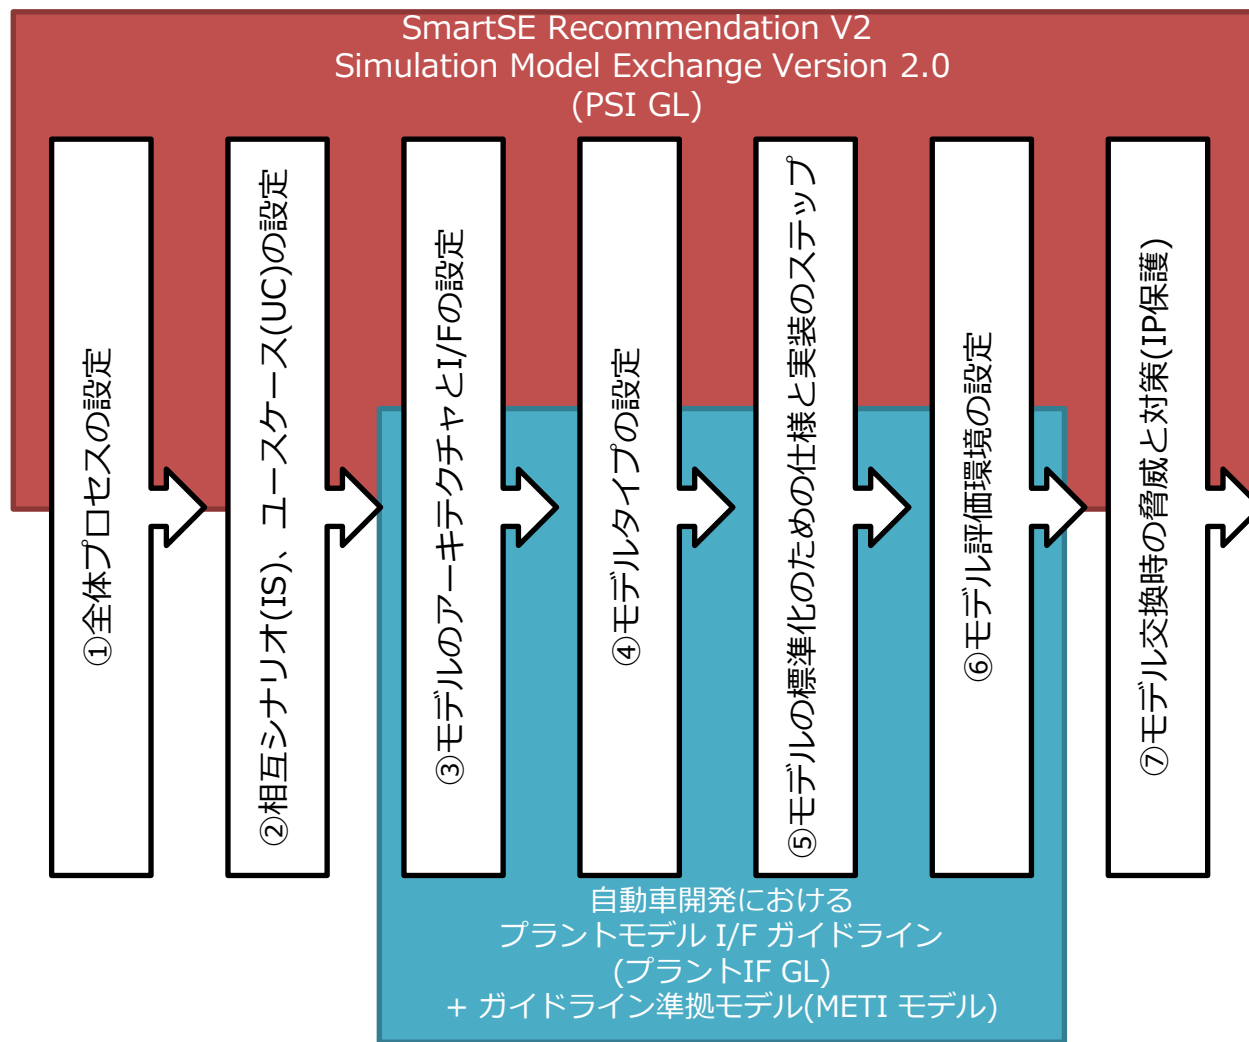 SmartSE Recommendation V2
Simulation Model Exchange Version 2.0
(PSI GL)
①全体プロセスの設定
②相互シナリオ(IS)、ユースケース(UC)の設定
③モデルのアーキテクチャとI/Fの設定
④モデルタイプの設定
⑤モデルの標準化のための仕様と実装のステップ
⑥モデル評価環境の設定
⑦モデル交換時の脅威と対策(IP保護)
自動車開発における
プラントモデル I/F ガイドライン
(プラントIF GL)
+ ガイドライン準拠モデル(METI モデル)